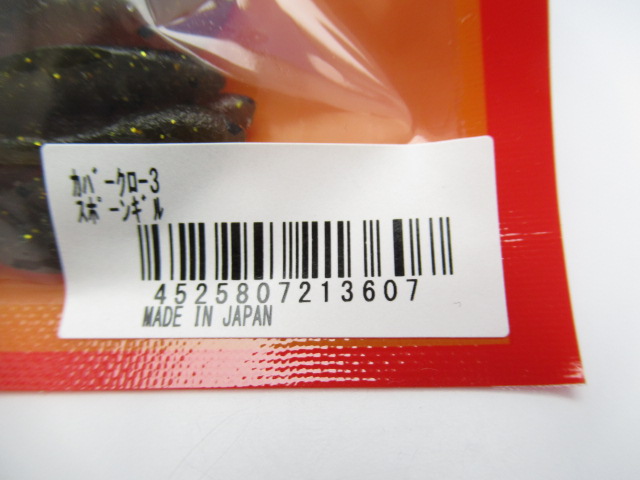 ｶﾊﾞｰｸﾛｰ3
ｽﾎﾟｰﾝｷﾞﾙ
4525807213607
MADE IN JAPAN